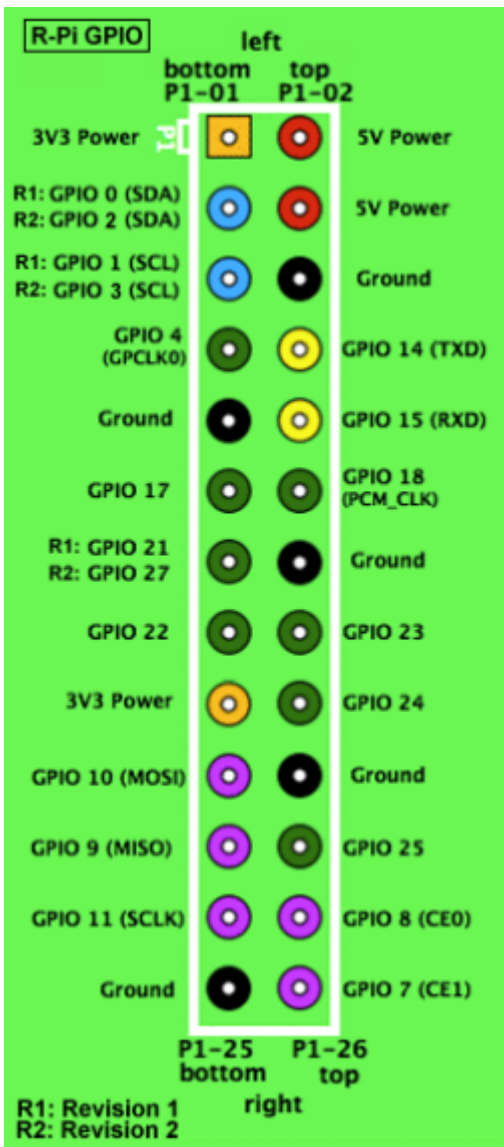 R-Pi GPIO
left
bottom top
P1-01 P1-02
3V3 Power P1 5V Power
R1: GPIO 0 (SDA)
R2: GPIO 2 (SDA)
5V Power
R1: GPIO 1 (SCL)
R2: GPIO 3 (SCL)
Ground
GPIO 4
(GPCLK0)
GPIO 14 (TXD)
Ground GPIO 15 (RXD)
GPIO 17
GPIO 18
(PCM_CLK)
R1: GPIO 21
R2: GPIO 27
Ground
GPIO 22 GPIO 23
3V3 Power GPIO 24
GPIO 10 (MOSI) Ground
GPIO 9 (MISO) GPIO 25
GPIO 11 (SCLK) GPIO 8 (CE0)
Ground GPIO 7 (CE1)
P1-25 P1-26
bottom top
right
R1: Revision 1
R2: Revision 2